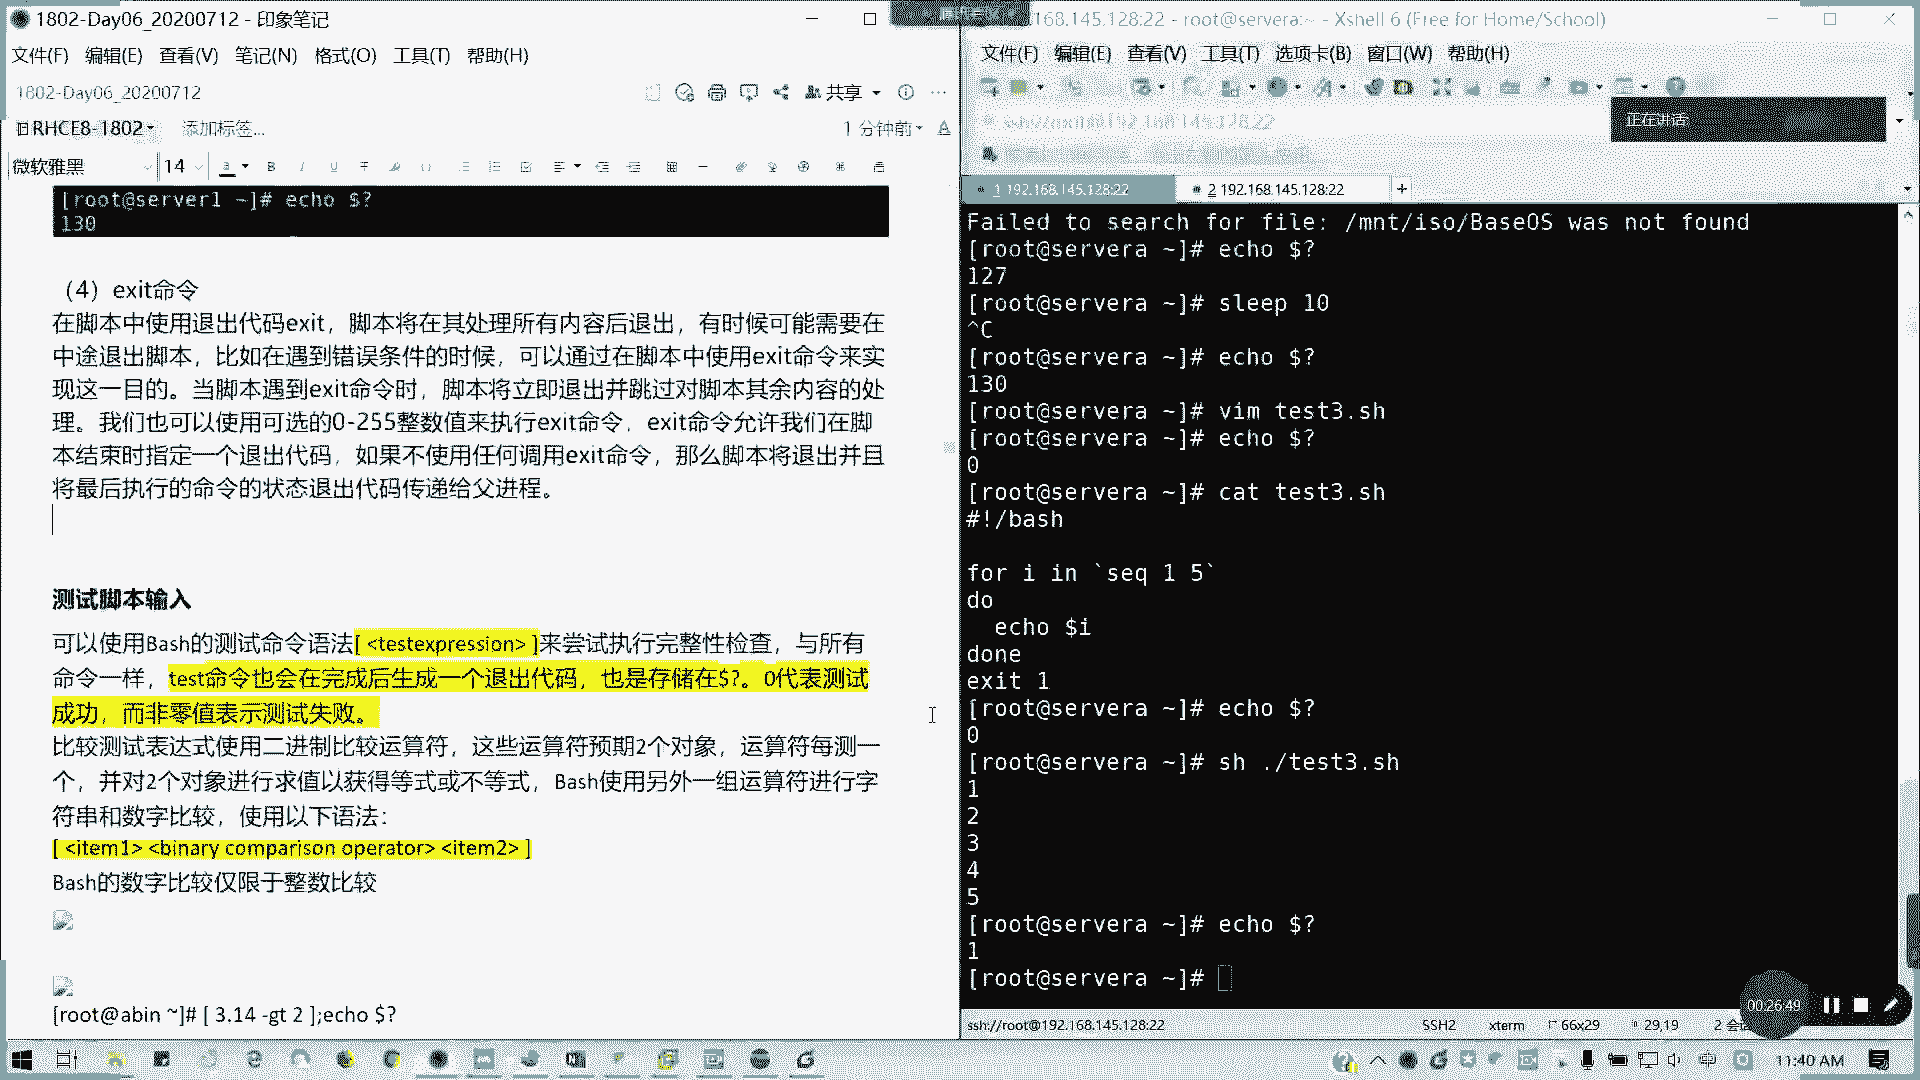 1802-Day06_20200712 - 印象笔记
文件(F) 编辑(E) 查看(V) 笔记(N) 格式(O) 工具(T) 帮助(H)
1802-Day06_20200712
共享
RHCE8-1802
添加标签...
1 分钟前
微软雅黑
14
[root@server1 ~]# echo $?
130
（4）exit命令
在脚本中使用退出代码exit，脚本将在其处理所有内容后退出，有时候可能需要在
中途退出脚本，比如在遇到错误条件的时候，可以通过在脚本中使用exit命令来实
现这一目的。当脚本遇到exit命令时，脚本将立即退出并跳过对脚本其余内容的处
理。我们也可以使用可选的0-255整数值来执行exit命令，exit命令允许我们在脚
本结束时指定一个退出代码，如果不使用任何调用exit命令，那么脚本将退出并且
将最后执行的命令的状态退出代码传递给父进程。
测试脚本输入
可以使用Bash的测试命令语法[ <testexpression> ]来尝试执行完整性检查，与所有
命令一样，test命令也会在完成后生成一个退出代码，也是存储在$?。0代表测试
成功，而非零值表示测试失败。
比较测试表达式使用二进制比较运算符，这些运算符预期2个对象，运算符每测一
个，并对2个对象进行求值以获得等式或不等式，Bash使用另外一组运算符进行字
符串和数字比较，使用以下语法：
[ <item1> <binary comparison operator> <item2> ]
Bash的数字比较仅限于整数比较
[root@abin ~]# [ 3.14 -gt 2 ];echo $?
168.145.128:22 - root@servera:~ - Xshell 6 (Free for Home/School)
文件(F) 编辑(E) 查看(V) 工具(T) 选项卡(B) 窗口(W) 帮助(H)
ssh://root@192.168.145.128:22
正在讲话:
1 192.168.145.128:22
2 192.168.145.128:22
Failed to search for file: /mnt/iso/BaseOS was not found
[root@servera ~]# echo $?
127
[root@servera ~]# sleep 10
^C
[root@servera ~]# echo $?
130
[root@servera ~]# vim test3.sh
[root@servera ~]# echo $?
0
[root@servera ~]# cat test3.sh
#!/bash
for i in `seq 1 5`
do
echo $i
done
exit 1
[root@servera ~]# echo $?
0
[root@servera ~]# sh ./test3.sh
1
2
3
4
5
[root@servera ~]# echo $?
1
[root@servera ~]#
00:26:49
ssh://root@192.168.145.128:22
SSH2
xterm
66x29
29,19
2 会
中
11:40 AM